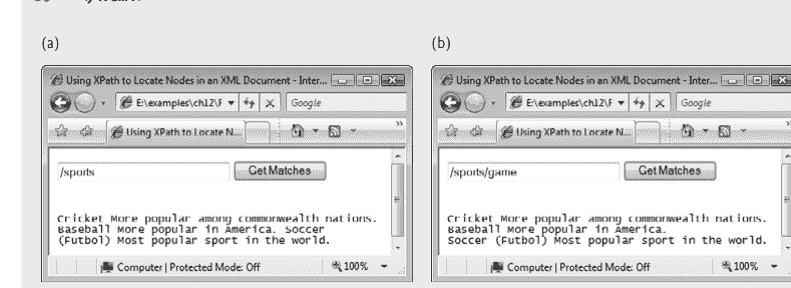 (a)
(b)
Using XPath to Locate Nodes in an XML Document - Inter...
E:\examples\ch12\F
Google
Using XPath to Locate N...
/sports
Get Matches
Cricket More popular among commonwealth nations.
Baseball More popular in America. Soccer
(Futbol) Most popular sport in the world.
Computer | Protected Mode: Off
100%
Using XPath to Locate Nodes in an XML Document - Inter...
E:\examples\ch12\F
Google
Using XPath to Locate N...
/sports/game
Get Matches
Cricket More popular among commonwealth nations.
Baseball More popular in America.
Soccer (Futbol) Most popular sport in the world.
Computer | Protected Mode: Off
100%